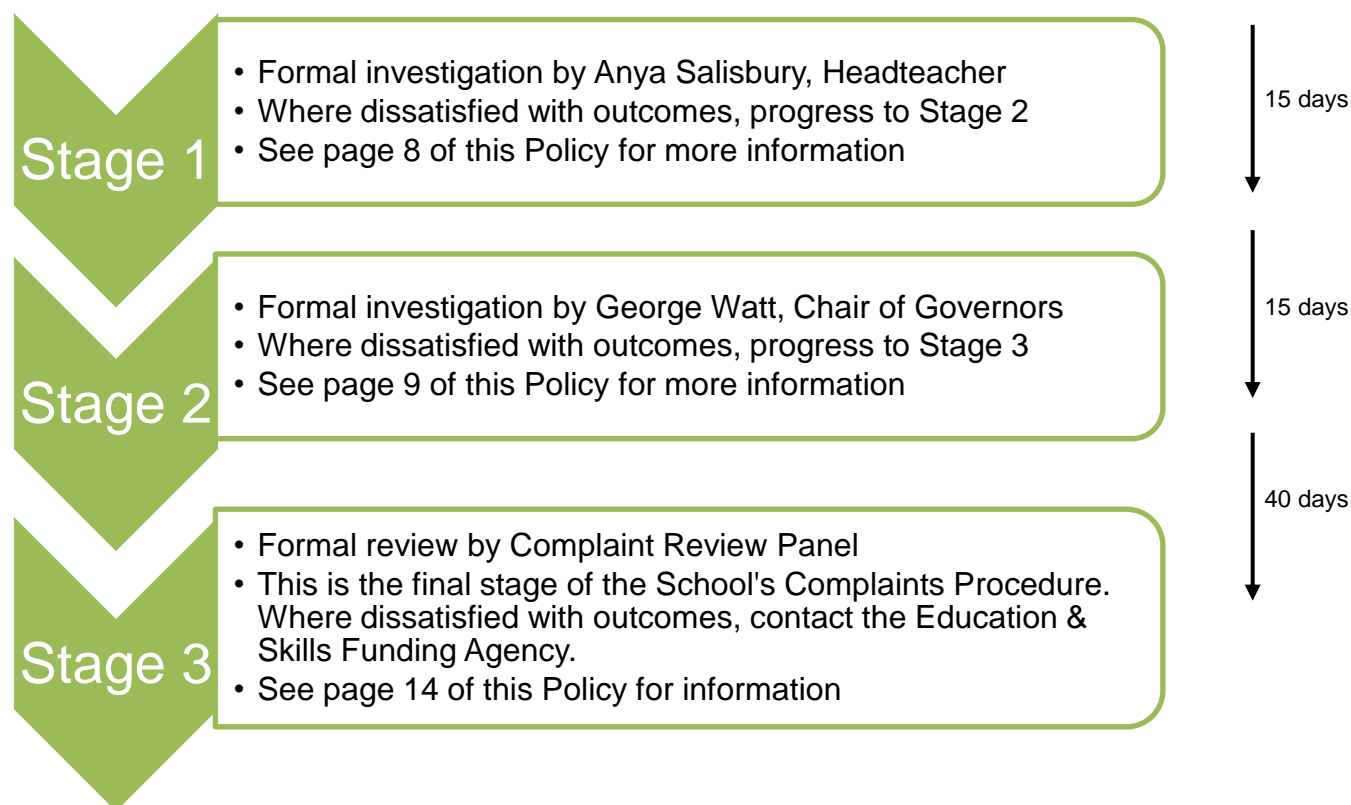 Stage 1
• Formal investigation by Anya Salisbury, Headteacher
• Where dissatisfied with outcomes, progress to Stage 2
• See page 8 of this Policy for more information
15 days
Stage 2
• Formal investigation by George Watt, Chair of Governors
• Where dissatisfied with outcomes, progress to Stage 3
• See page 9 of this Policy for more information
15 days
Stage 3
• Formal review by Complaint Review Panel
• This is the final stage of the School's Complaints Procedure.
Where dissatisfied with outcomes, contact the Education &
Skills Funding Agency.
• See page 14 of this Policy for information
40 days